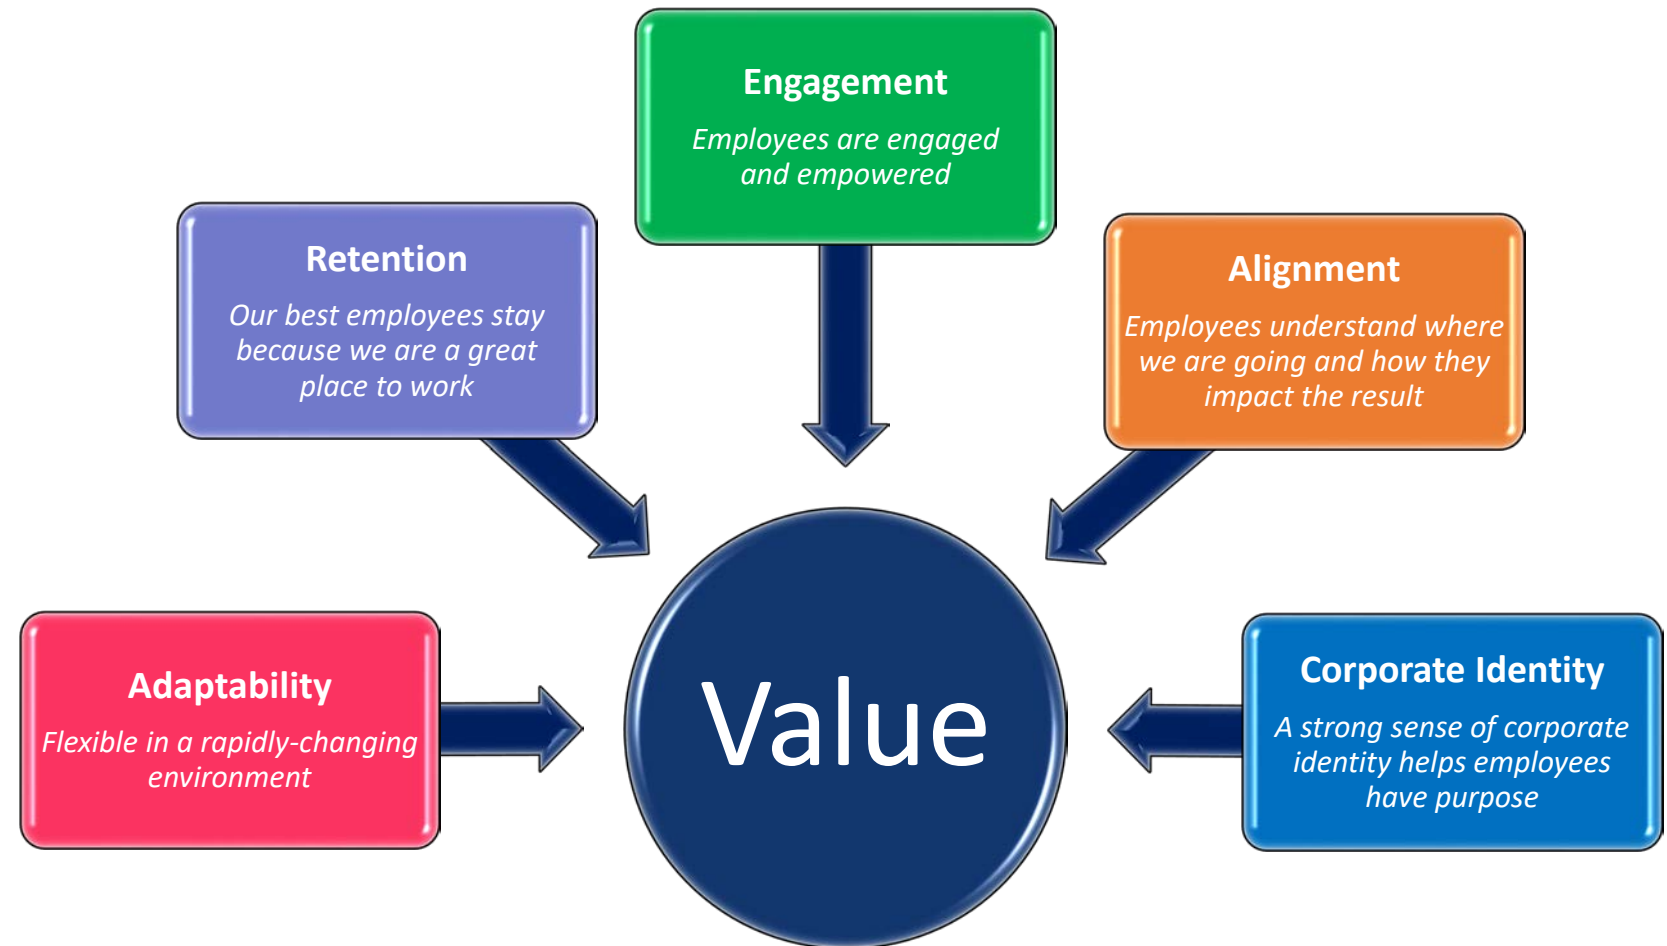 Engagement
Employees are engaged
and empowered
Retention
Our best employees stay
because we are a great
place to work
Alignment
Employees understand where
we are going and how they
impact the result
Adaptability
Flexible in a rapidly-changing
environment
Value
Corporate Identity
A strong sense of corporate
identity helps employees
have purpose